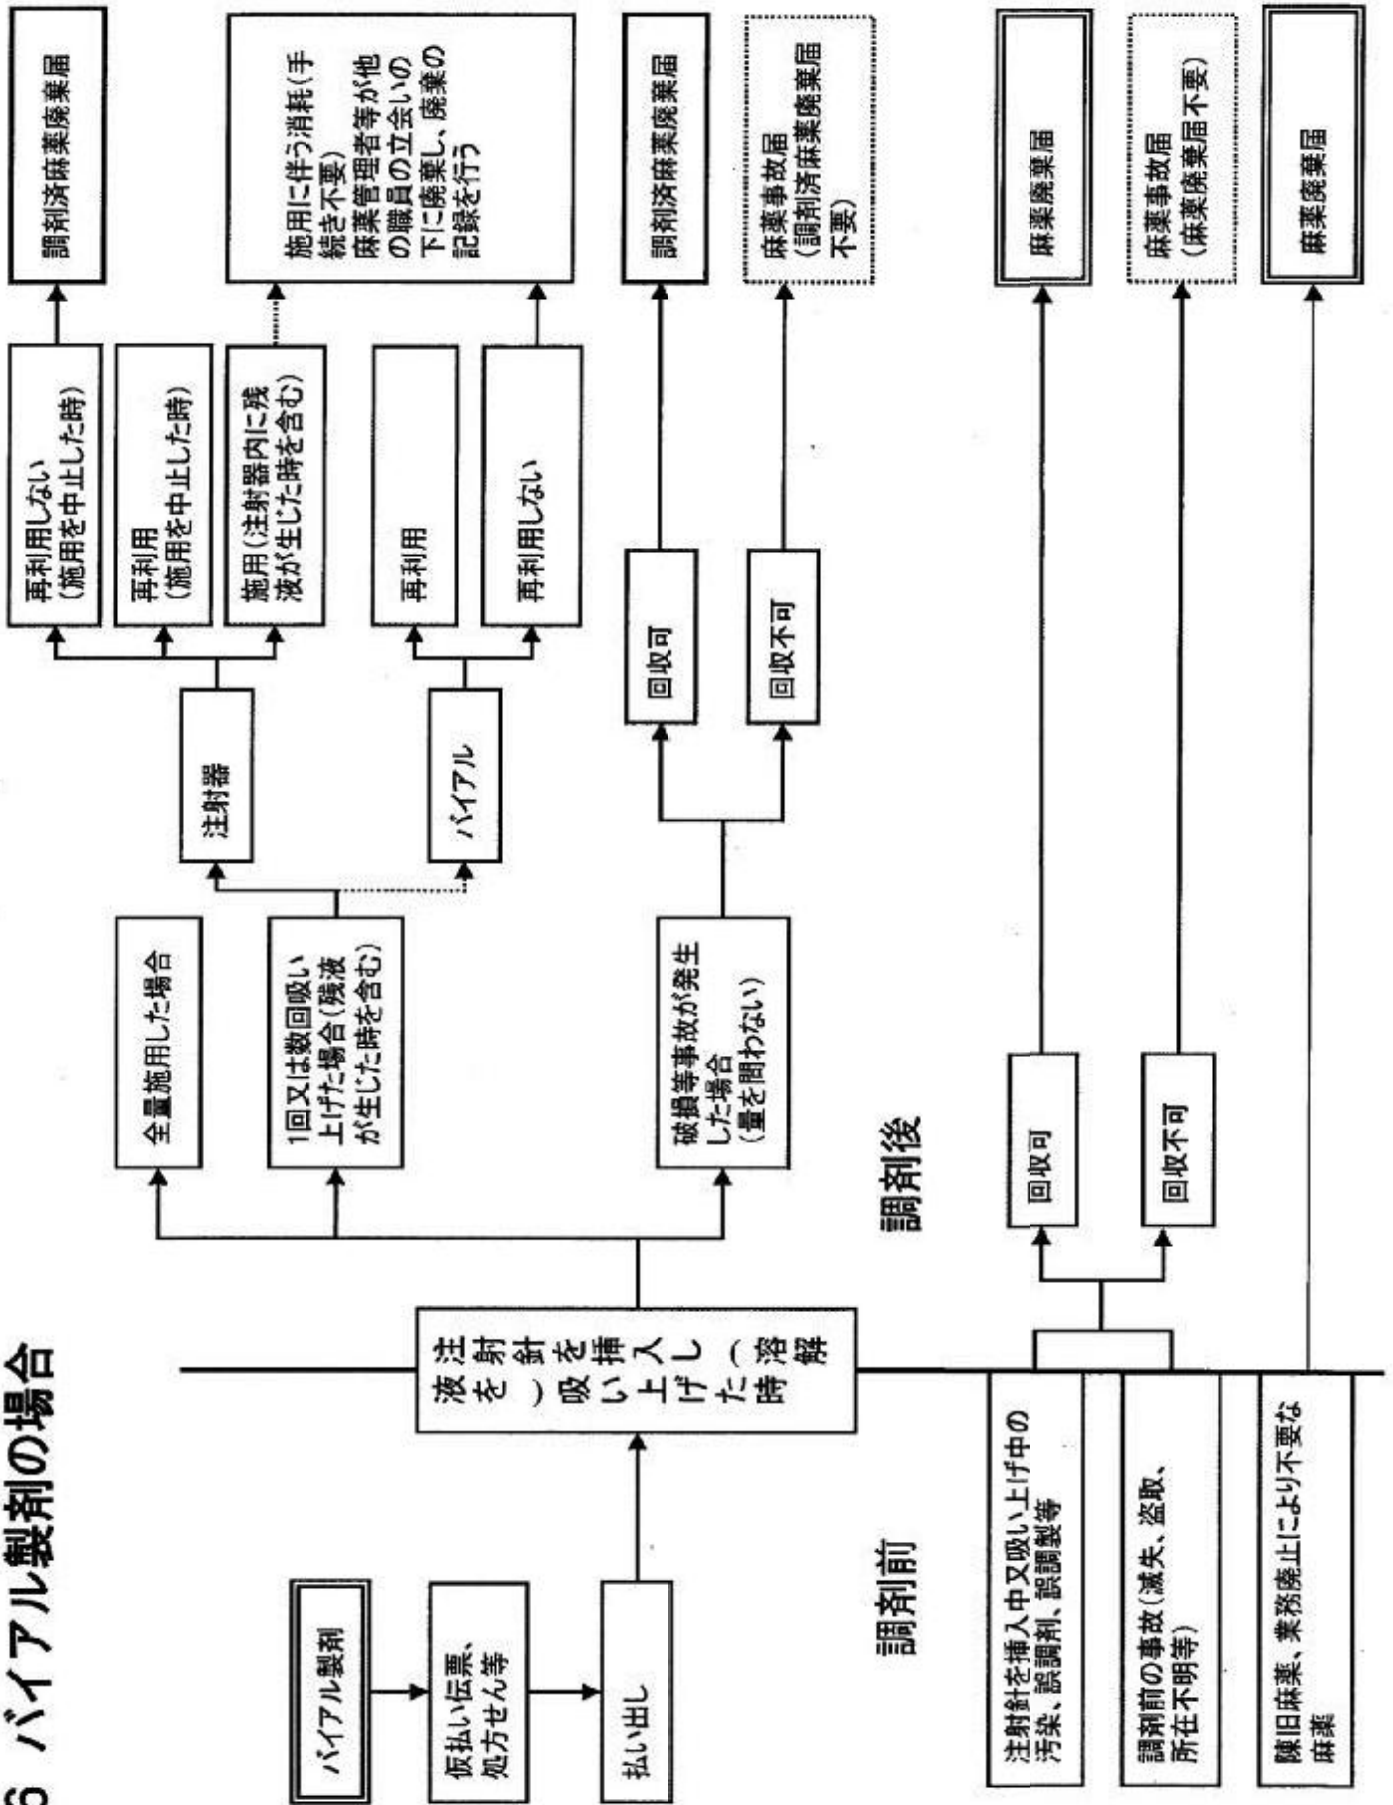 6 バイアル製剤の場合
バイアル製剤
仮払い伝票、
処方せん等
払い出し
注射針を挿入し(溶解
液を)吸い上げた時
全量施用した場合
1回又は数回吸い
上げた場合(残液
が生じた時を含む)
破損等事故が発生
した場合
(量を問わない)
注射器
バイアル
再利用しない
(施用を中止した時)
再利用
(施用を中止した時)
施用(注射器内に残
液が生じた時を含む)
再利用
再利用しない
回収可
回収不可
調剤済麻薬廃棄届
施用に伴う消耗(手
続き不要)
麻薬管理者等が他
の職員の立会いの
下に廃棄し、廃棄の
記録を行う
調剤済麻薬廃棄届
麻薬事故届
(調剤済麻薬廃棄届
不要)
調剤前
調剤後
注射針を挿入中又吸い上げ中の
汚染、誤調剤、誤調製等
調剤前の事故(滅失、盗取、
所在不明等)
陳旧麻薬、業務廃止により不要な
麻薬
回収可
回収不可
麻薬廃棄届
麻薬事故届
(麻薬廃棄届不要)
麻薬廃棄届